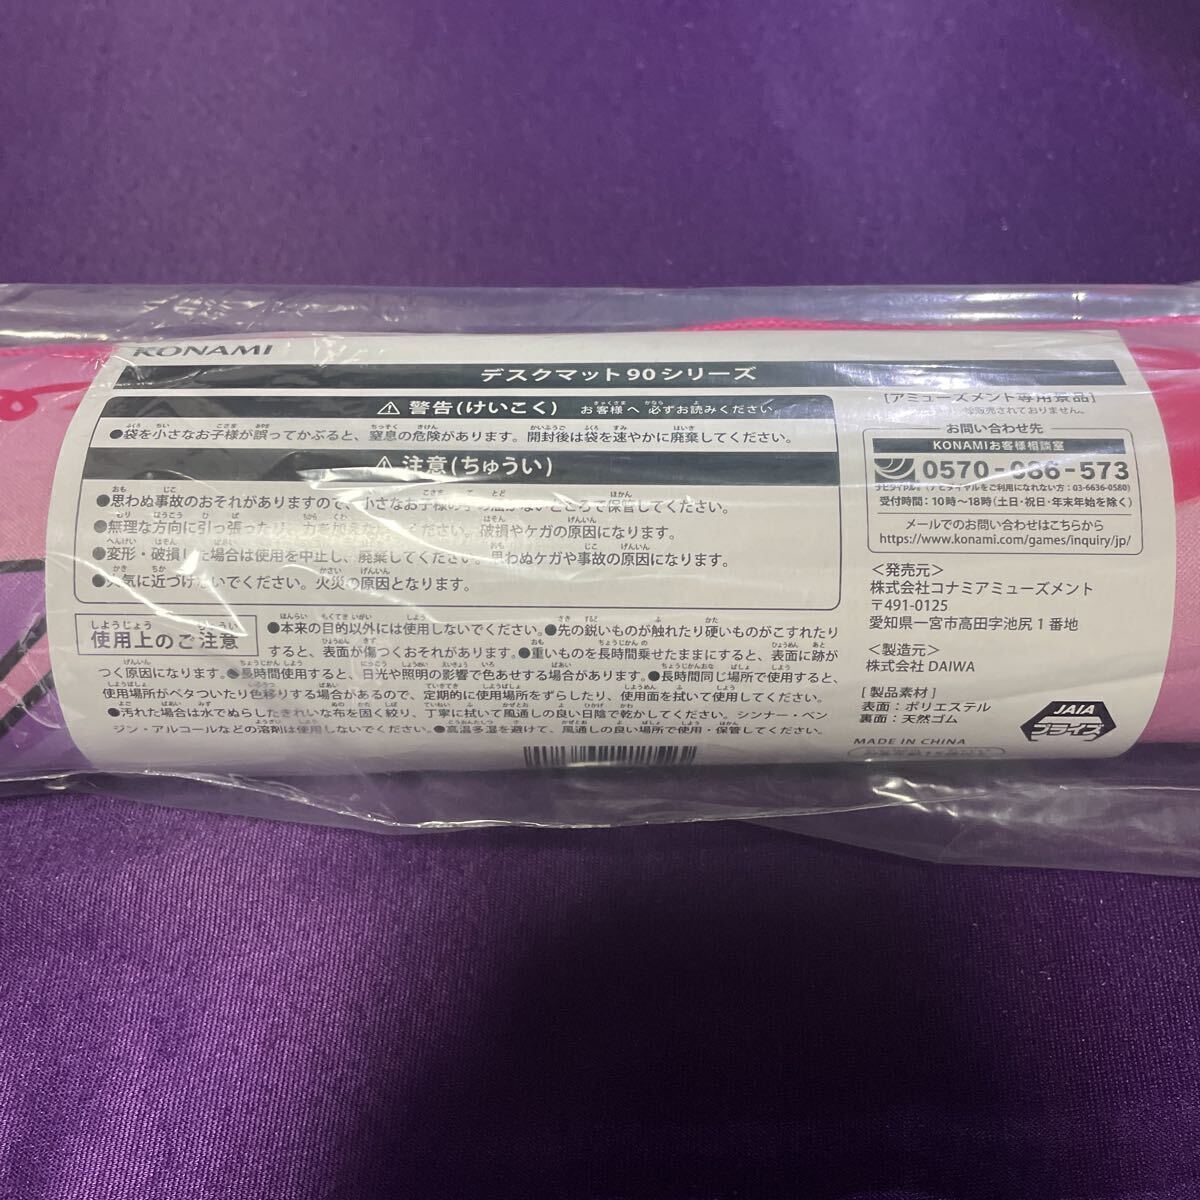 KONAMI
デスクマット90シリーズ
⚠ 警告(けいこく) お客様へ 必ずお読みください。
●袋を小さなお子様が誤ってかぶると、窒息の危険があります。開封後は袋を速やかに廃棄してください。
⚠ 注意(ちゅうい)
●思わぬ事故のおそれがありますので、小さなお子様の手の届かないところで保管してください。
●無理な方向に引っ張ったり、力を加えないでください。破損やケガの原因になります。
●変形・破損した場合は使用を中止し、廃棄してください。思わぬケガや事故の原因になります。
●火気に近づけないでください。火災の原因となります。
使用上のご注意
●本来の目的以外には使用しないでください。●先の鋭いものが触れたり硬いものがこすれたり
すると、表面が傷つくおそれがあります。●重いものを長時間乗せたままにすると、表面に跡が
つく原因になります。●長時間使用すると、日光や照明の影響で色あせする場合があります。●長時間同じ場所で使用すると、
使用場所がベタついたり色移りする場合があるので、定期的に使用場所をずらしたり、使用面を拭いて使用してください。
●汚れた場合は水でぬらしたきれいな布を固く絞り、丁寧に拭いて風通しの良い日陰で乾かしてください。シンナー・ベン
ジン・アルコールなどの溶剤は使用しないでください。●高温多湿を避けて、風通しの良い場所で使用・保管してください。
[アミューズメント専用景品]
販売されておりません。
お問い合わせ先
KONAMIお客様相談室
0570-086-573
ナビダイヤル。(ナビダイヤルをご利用になれない方：03-6636-0580)
受付時間：10時～18時(土日・祝日・年末年始を除く)
メールでのお問い合わせはこちらから
https://www.konami.com/games/inquiry/jp/
＜発売元＞
株式会社コナミアミューズメント
〒491-0125
愛知県一宮市高田字池尻1番地
＜製造元＞
株式会社 DAIWA
[製品素材]
表面：ポリエステル
裏面：天然ゴム
MADE IN CHINA
JAIA
プライズ